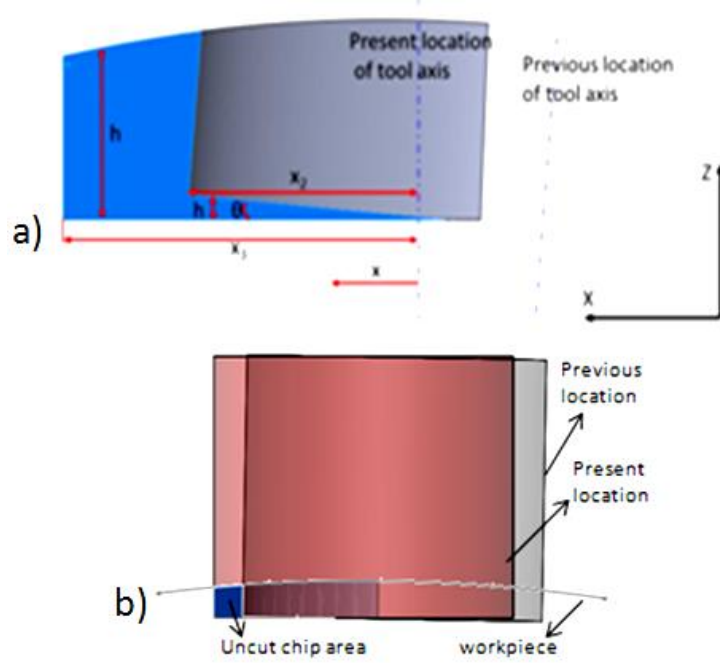 Present location
of tool axis
Previous location
of tool axis
Z
h
x₂
h θ
a)
x₁
x
X
Previous
location
Present
location
b)
Uncut chip area
workpiece